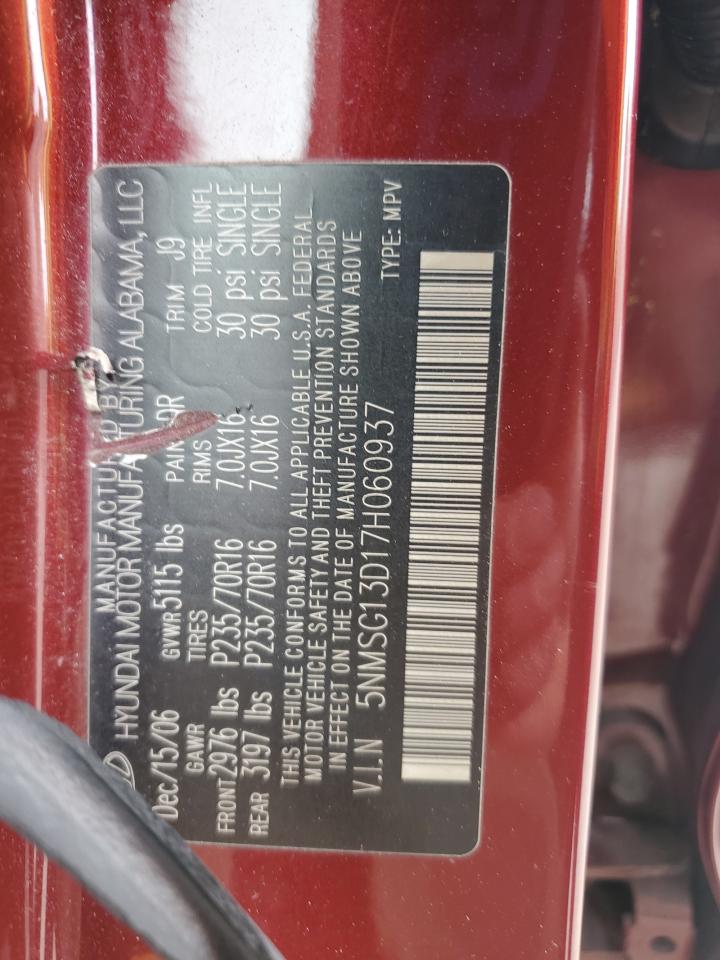 MANUFACTURED BY
HYUNDAI MOTOR MANUFACTURING ALABAMA, LLC
Dec/15/06 GVWR 5115 lbs TRIM J9
GAWR TIRES RIMS COLD TIRE INFL
FRONT 2976 lbs P235/70R16 7.0JX16 30 psi SINGLE
REAR 3197 lbs P235/70R16 7.0JX16 30 psi SINGLE
THIS VEHICLE CONFORMS TO ALL APPLICABLE U.S.A. FEDERAL
MOTOR VEHICLE SAFETY AND THEFT PREVENTION STANDARDS
IN EFFECT ON THE DATE OF MANUFACTURE SHOWN ABOVE
V.I.N 5NMSG13D17H060937 TYPE: MPV